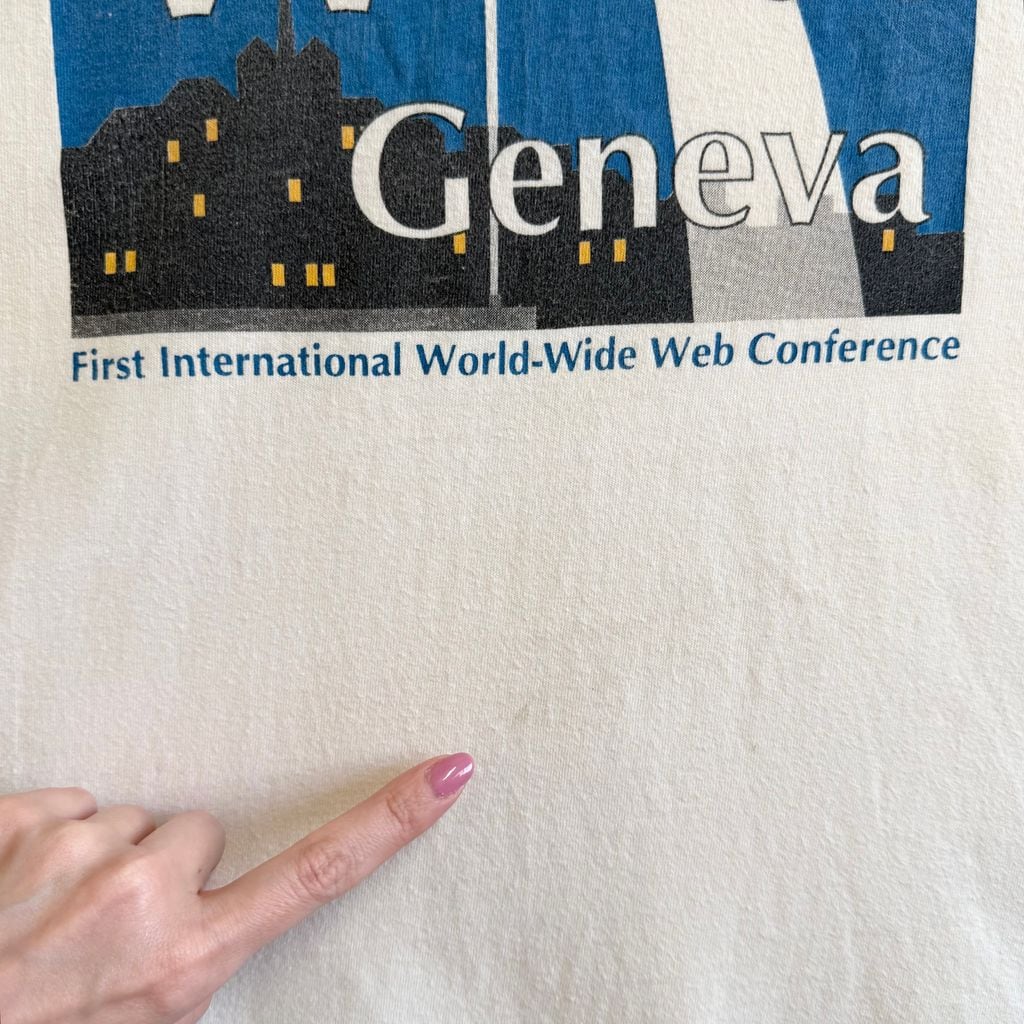 Geneva
First International World-Wide Web Conference